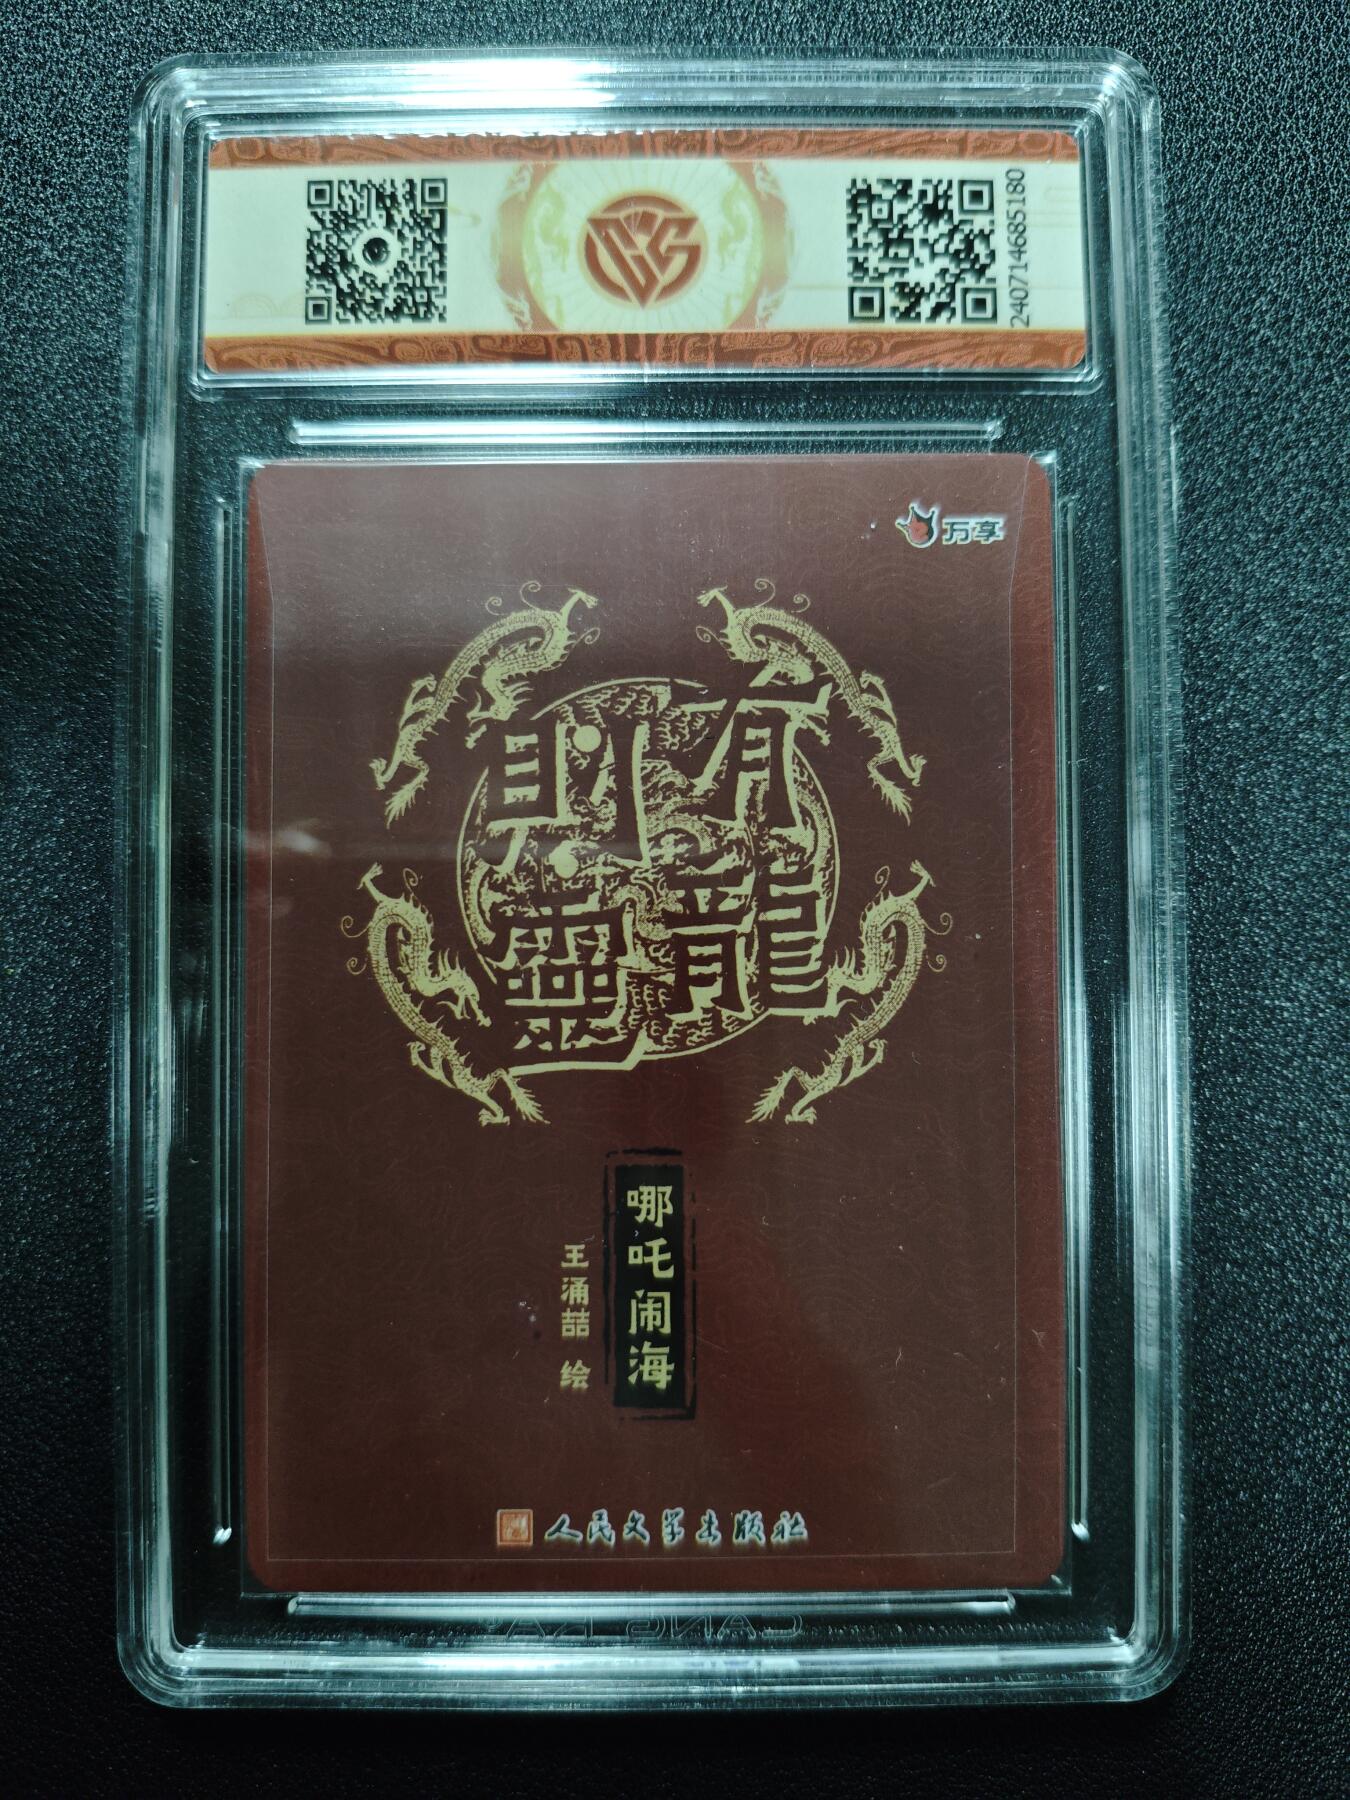 2407714685180
万享
有龍
則靈
哪吒闹海
王涌喆 绘
人民文学出版社